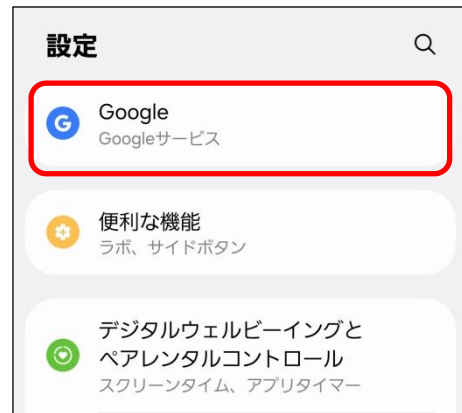 設定
Google
Googleサービス
便利な機能
ラボ、サイドボタン
デジタルウェルビーイングと
ペアレンタルコントロール
スクリーンタイム、アプリタイマー